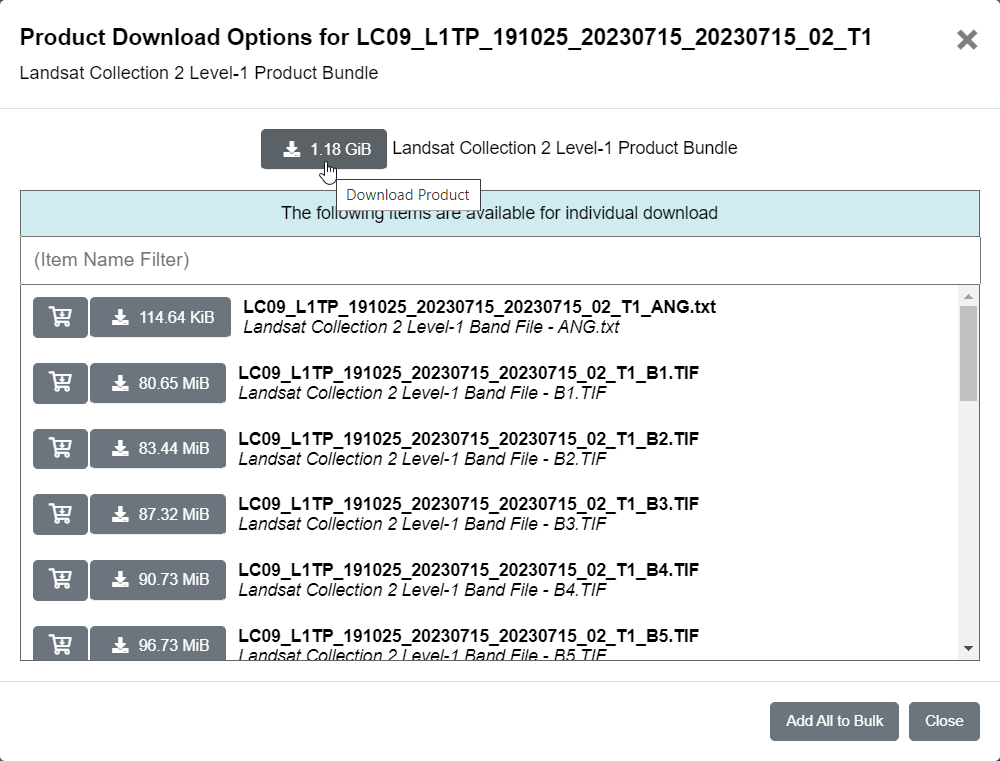 Product Download Options for LC09_L1TP_191025_20230715_20230715_02_T1
Landsat Collection 2 Level-1 Product Bundle
1.18 GiB Landsat Collection 2 Level-1 Product Bundle
Download Product
The following items are available for individual download
(Item Name Filter)
114.64 KiB LC09_L1TP_191025_20230715_20230715_02_T1_ANG.txt
Landsat Collection 2 Level-1 Band File - ANG.txt
80.65 MiB LC09_L1TP_191025_20230715_20230715_02_T1_B1.TIF
Landsat Collection 2 Level-1 Band File - B1.TIF
83.44 MiB LC09_L1TP_191025_20230715_20230715_02_T1_B2.TIF
Landsat Collection 2 Level-1 Band File - B2.TIF
87.32 MiB LC09_L1TP_191025_20230715_20230715_02_T1_B3.TIF
Landsat Collection 2 Level-1 Band File - B3.TIF
90.73 MiB LC09_L1TP_191025_20230715_20230715_02_T1_B4.TIF
Landsat Collection 2 Level-1 Band File - B4.TIF
96.73 MiB LC09_L1TP_191025_20230715_20230715_02_T1_B5.TIF
Landsat Collection 2 Level-1 Band File - B5.TIF
Add All to Bulk Close